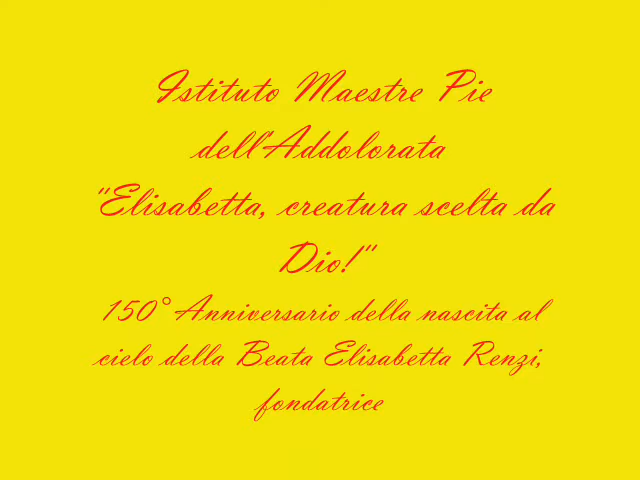 Istituto Maestre Pie
dell'Addolorata
"Elisabetta, creatura scelta da
Dio!"
150° Anniversario della nascita al
cielo della Beata Elisabetta Renzi,
fondatrice